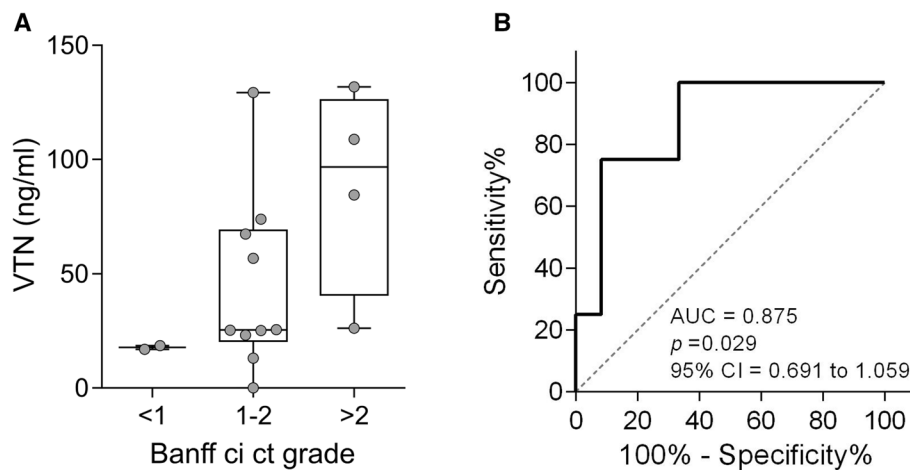 A
150
100
50
0
VTN (ng/ml)
<1
1-2
>2
Banff ci ct grade
B
100
80
60
40
20
0
Sensitivity%
AUC = 0.875
p =0.029
95% CI = 0.691 to 1.059
0
20
40
60
80
100
100% - Specificity%